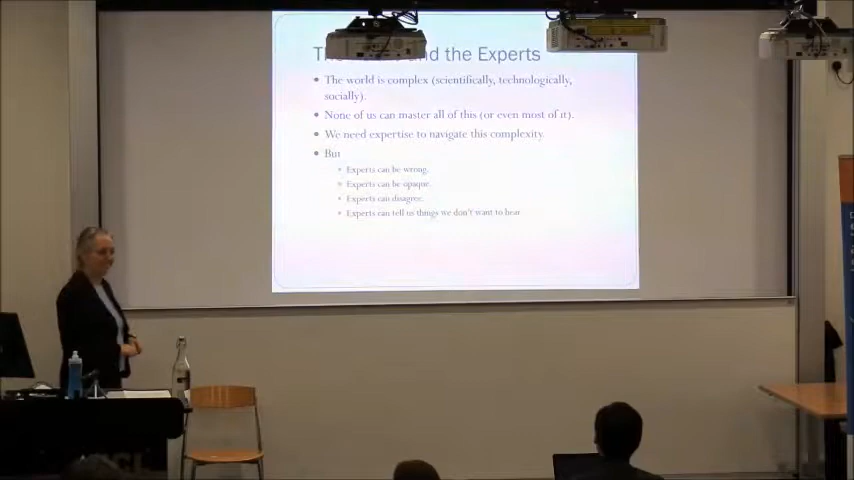 and the Experts
• The world is complex (scientifically, technologically,
socially).
• None of us can master all of this (or even most of it).
• We need expertise to navigate this complexity.
• But
• Experts can be wrong.
• Experts can be opaque.
• Experts can disagree.
• Experts can tell us things we don't want to hear